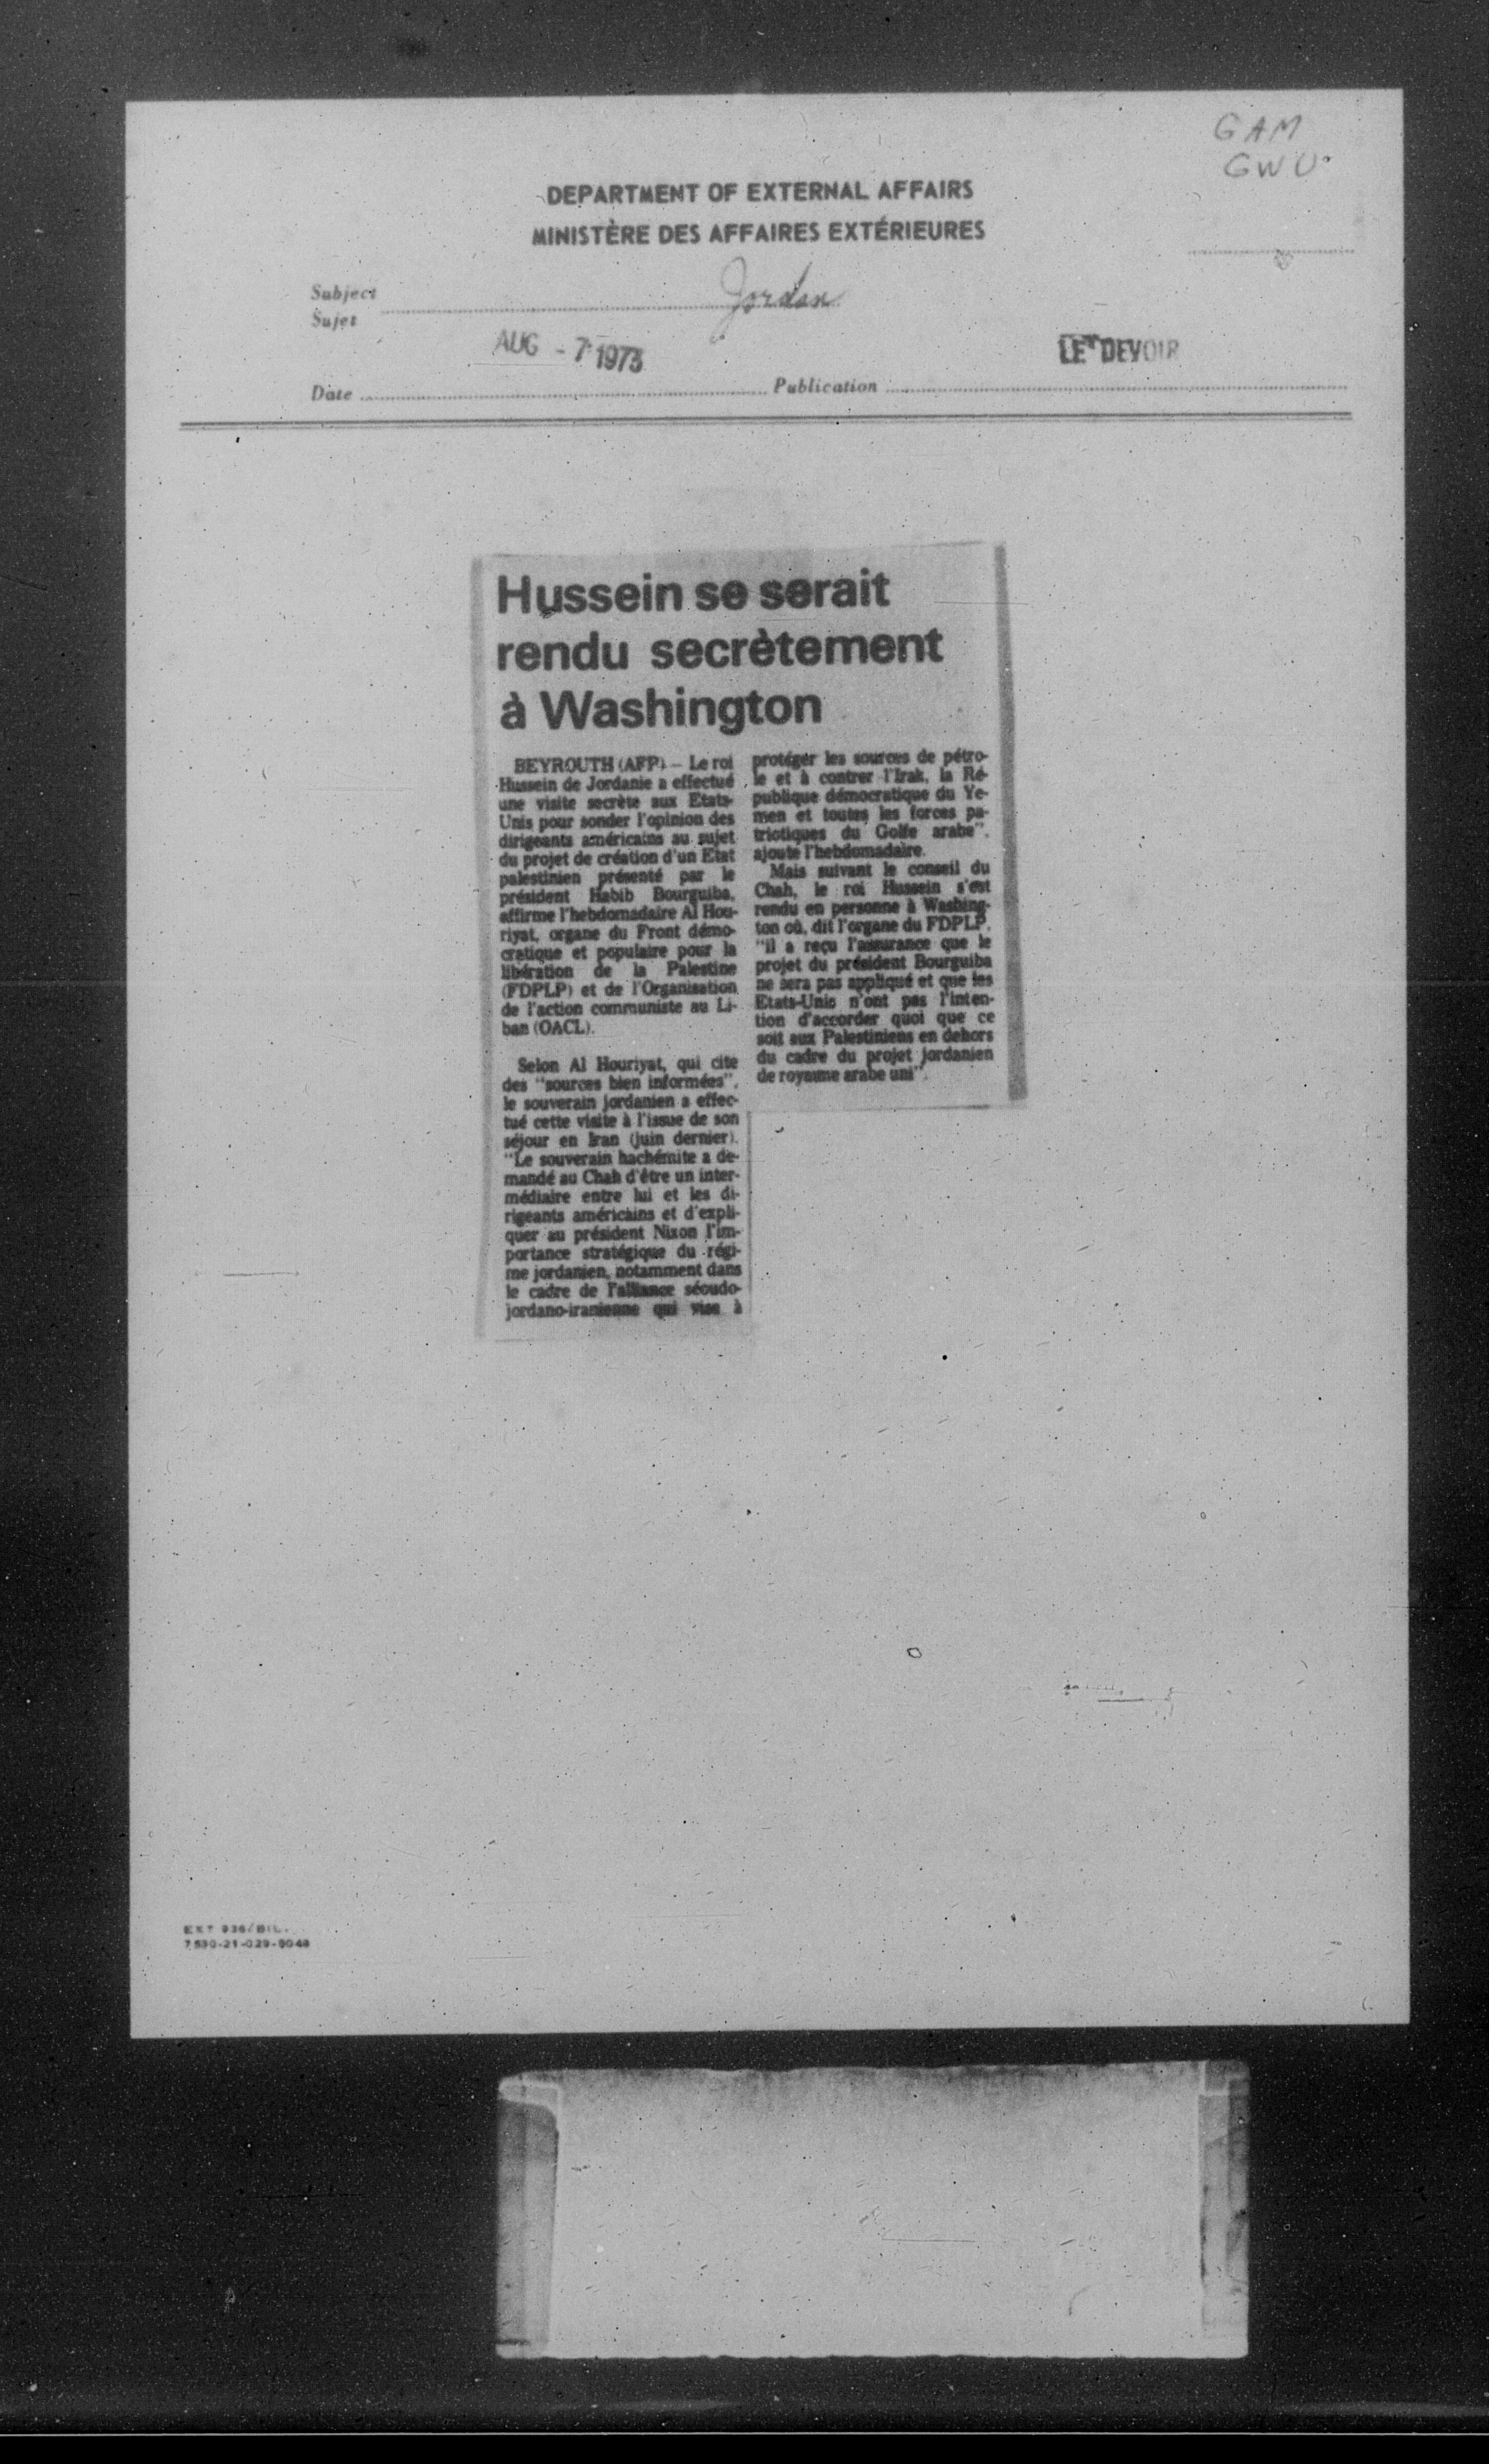 GAM
GWU
DEPARTMENT OF EXTERNAL AFFAIRS
MINISTÈRE DES AFFAIRES EXTÉRIEURES
Subject
Jordan
Sujet
AUG - 7 1973
LE DEVOIR
Date
Publication
Hussein se serait
rendu secrètement
à Washington
BEYROUTH (AFP) – Le roi
Hussein de Jordanie a effectué
une visite secrète aux Etats-
Unis pour sonder l'opinion des
dirigeants américains au sujet
du projet de création d'un Etat
palestinien présenté par le
président Habib Bourguiba,
affirme l'hebdomadaire Al Hou-
riyat, organe du Front démo-
cratique et populaire pour la
libération de la Palestine
(FDPLP) et de l'Organisation
de l'action communiste au Li-
ban (OACL).
Selon Al Houriyat, qui cite
des "sources bien informées",
le souverain jordanien a effec-
tué cette visite à l'issue de son
séjour en Iran (juin dernier).
"Le souverain hachémite a de-
mandé au Chah d'être un inter-
médiaire entre lui et les di-
rigeants américains et d'expli-
quer au président Nixon l'im-
portance stratégique du régi-
me jordanien, notamment dans
le cadre de l'alliance séoudo-
jordano-iranienne qui vise à
protéger les sources de pétro-
le et à contrer l'Irak, la Ré-
publique démocratique du Ye-
men et toutes les forces pa-
triotiques du Golfe arabe",
ajoute l'hebdomadaire.
Mais suivant le conseil du
Chah, le roi Hussein s'est
rendu en personne à Washing-
ton où, dit l'organe du FDPLP,
"il a reçu l'assurance que le
projet du président Bourguiba
ne sera pas appliqué et que les
Etats-Unis n'ont pas l'inten-
tion d'accorder quoi que ce
soit aux Palestiniens en dehors
du cadre du projet jordanien
de royaume arabe uni".
EXT 936/BIL.
7530-21-029-9048